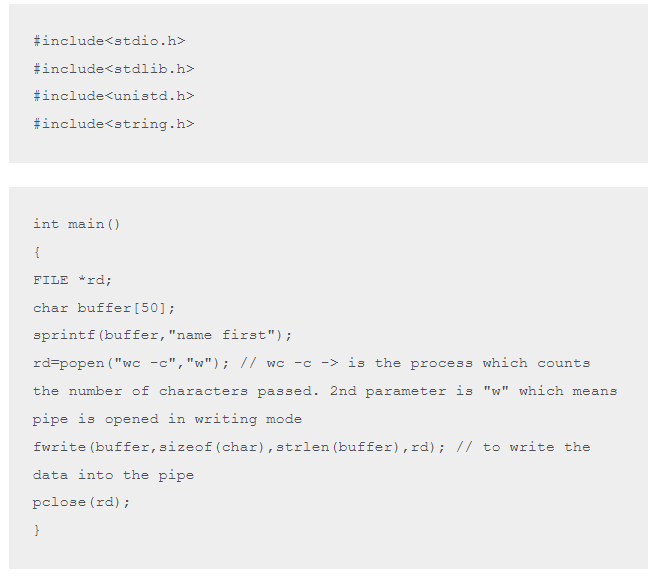 #include<stdio.h>
#include<stdlib.h>
#include<unistd.h>
#include<string.h>
int main()
{
FILE *rd;
char buffer[50];
sprintf(buffer,"name first");
rd=popen("wc -c","w"); // wc -c -> is the process which counts
the number of characters passed. 2nd parameter is "w" which means
pipe is opened in writing mode
fwrite(buffer,sizeof(char),strlen(buffer),rd); // to write the
data into the pipe
pclose(rd);
}